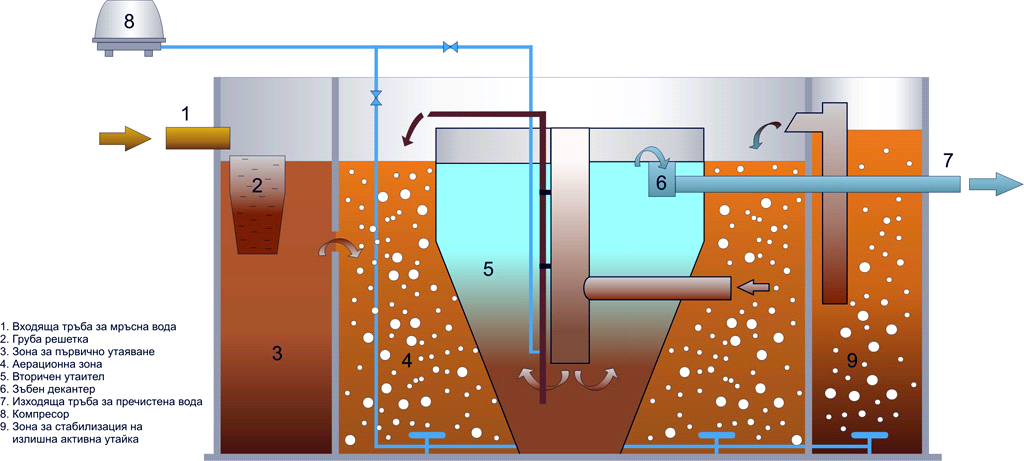 8
1
2
7
6
5
3
4
9
1. Входяща тръба за мръсна вода
2. Груба решетка
3. Зона за първично утаяване
4. Аерационна зона
5. Вторичен утаител
6. Зъбен декантер
7. Изходяща тръба за пречистена вода
8. Компресор
9. Зона за стабилизация на
излишна активна утайка